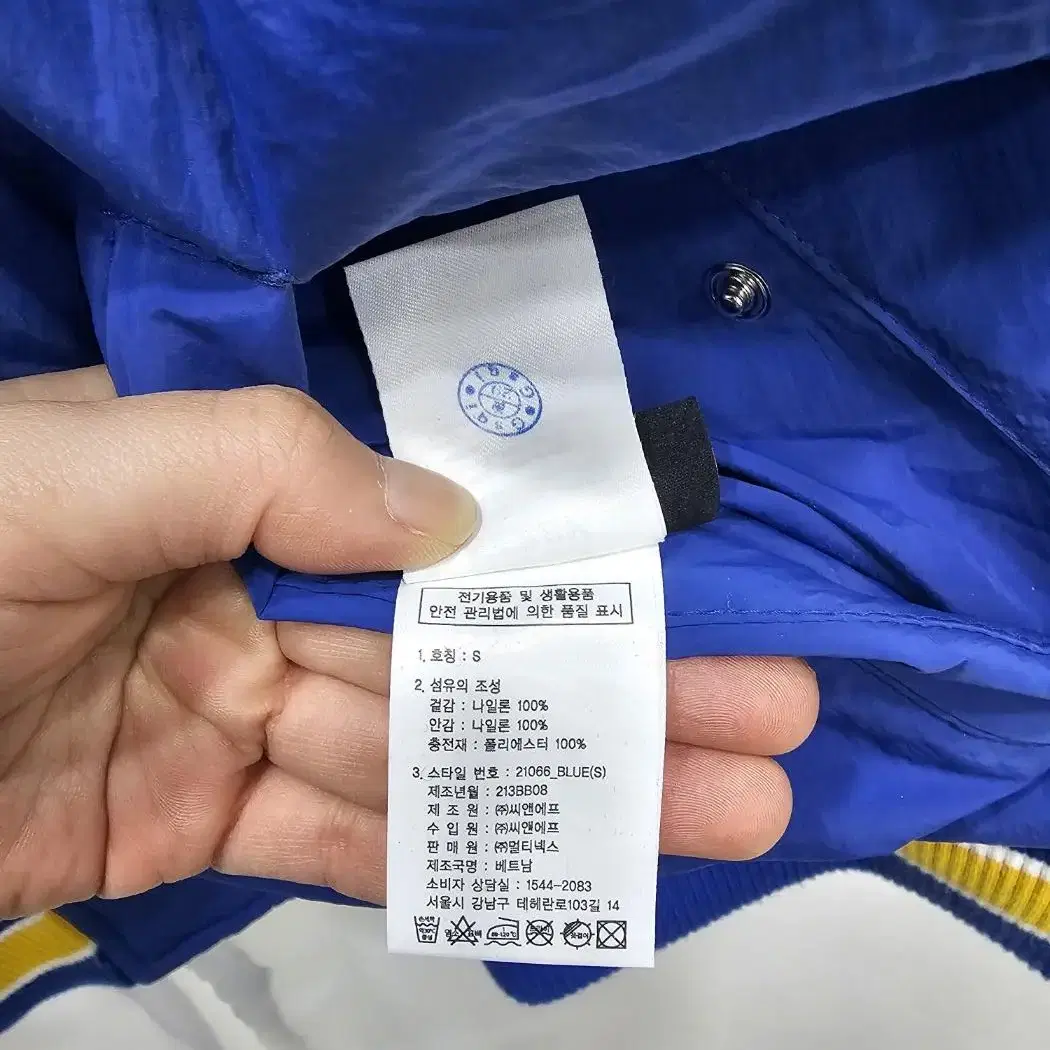 G3qi G3qi
전기용품 및 생활용품
안전 관리법에 의한 품질 표시
1. 호칭 : S
2. 섬유의 조성
겉감 : 나일론 100%
안감 : 나일론 100%
충전재 : 폴리에스터 100%
3. 스타일 번호 : 21066_BLUE(S)
제조년월 : 213BB08
제 조 원 : ㈜씨앤에프
수 입 원 : ㈜씨앤에프
판 매 원 : ㈜멀티넥스
제조국명 : 베트남
소비자 상담실 : 1544-2083
서울시 강남구 테헤란로103길 14